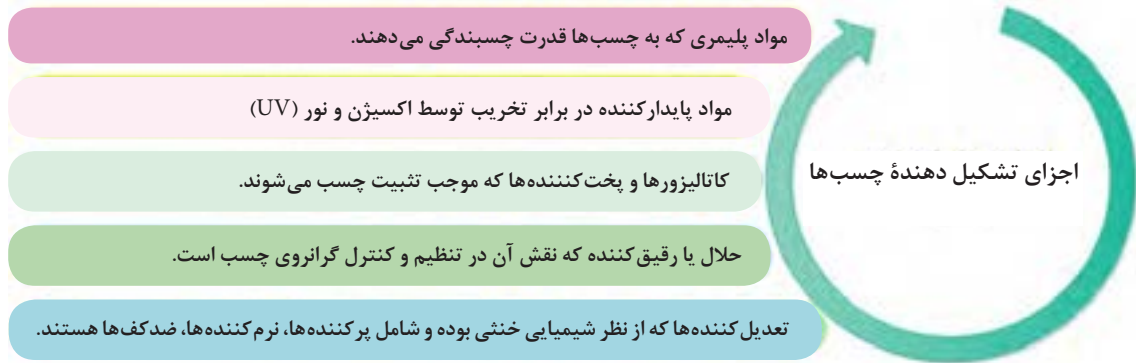 اجزای تشکیل دهندهٔ چسب‌ها
مواد پلیمری که به چسب‌ها قدرت چسبندگی می‌دهند.
مواد پایدارکننده در برابر تخریب توسط اکسیژن و نور (UV)
کاتالیزورها و پخت‌کنننده‌ها که موجب تثبیت چسب می‌شوند.
حلال یا رقیق‌کننده که نقش آن در تنظیم و کنترل گرانروی چسب است.
تعدیل‌کننده‌ها که از نظر شیمیایی خنثی بوده و شامل پرکننده‌ها، نرم‌کننده‌ها، ضدکف‌ها هستند.